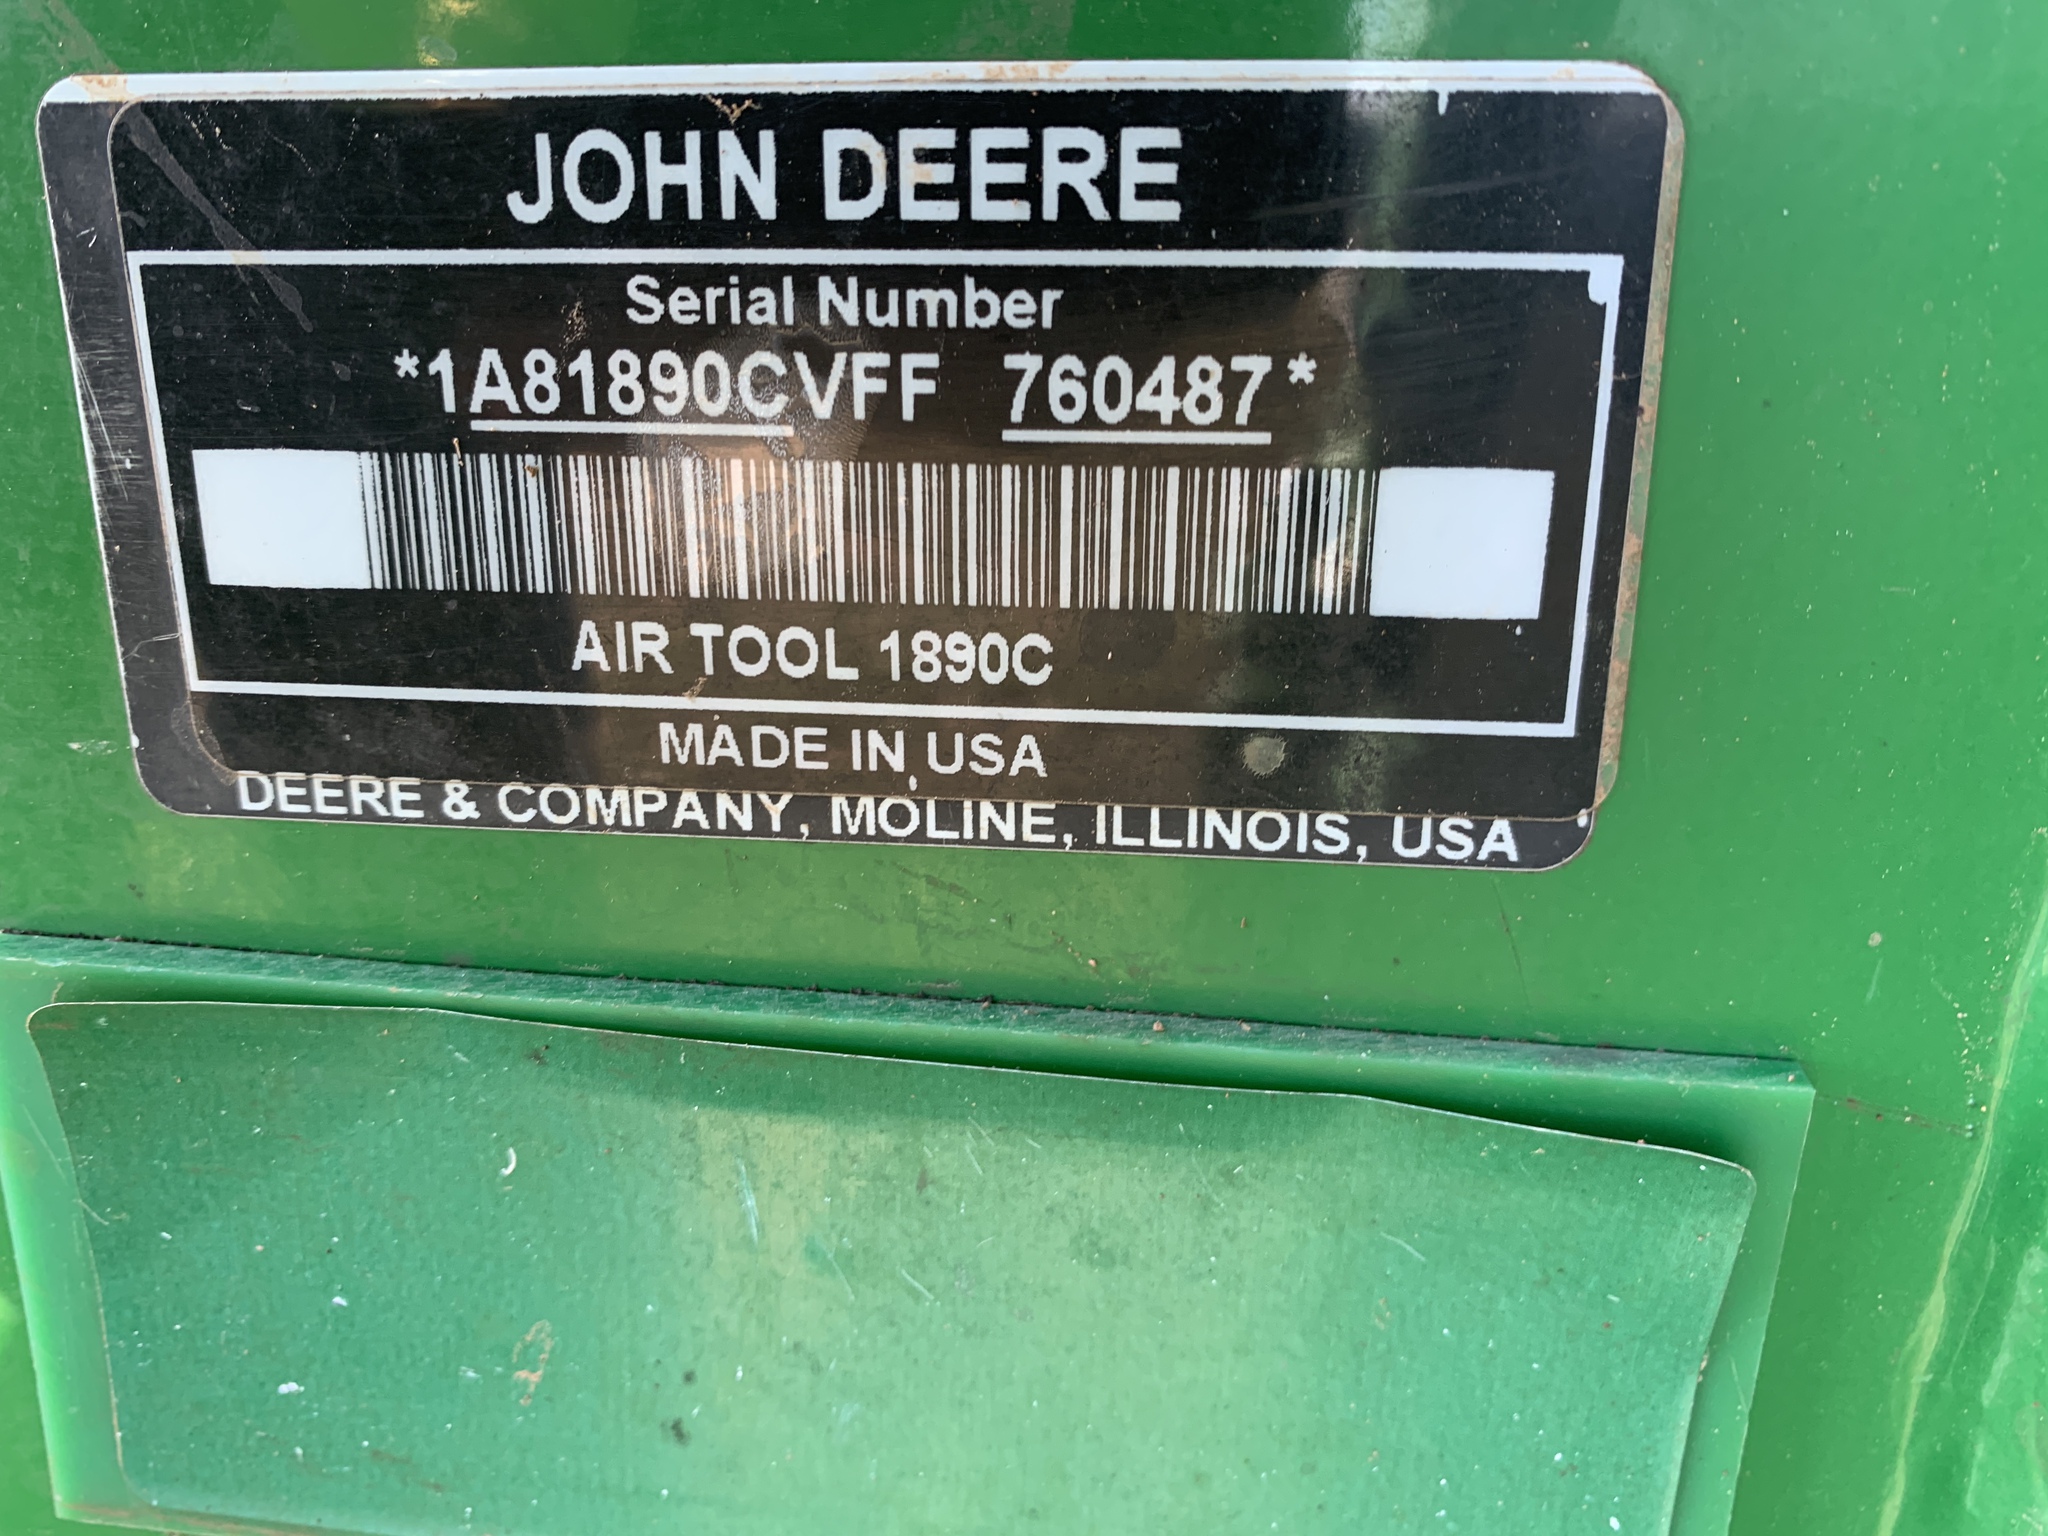 JOHN DEERE
Serial Number
*1A81890CVFF 760487*
AIR TOOL 1890C
MADE IN USA
DEERE & COMPANY, MOLINE, ILLINOIS, USA